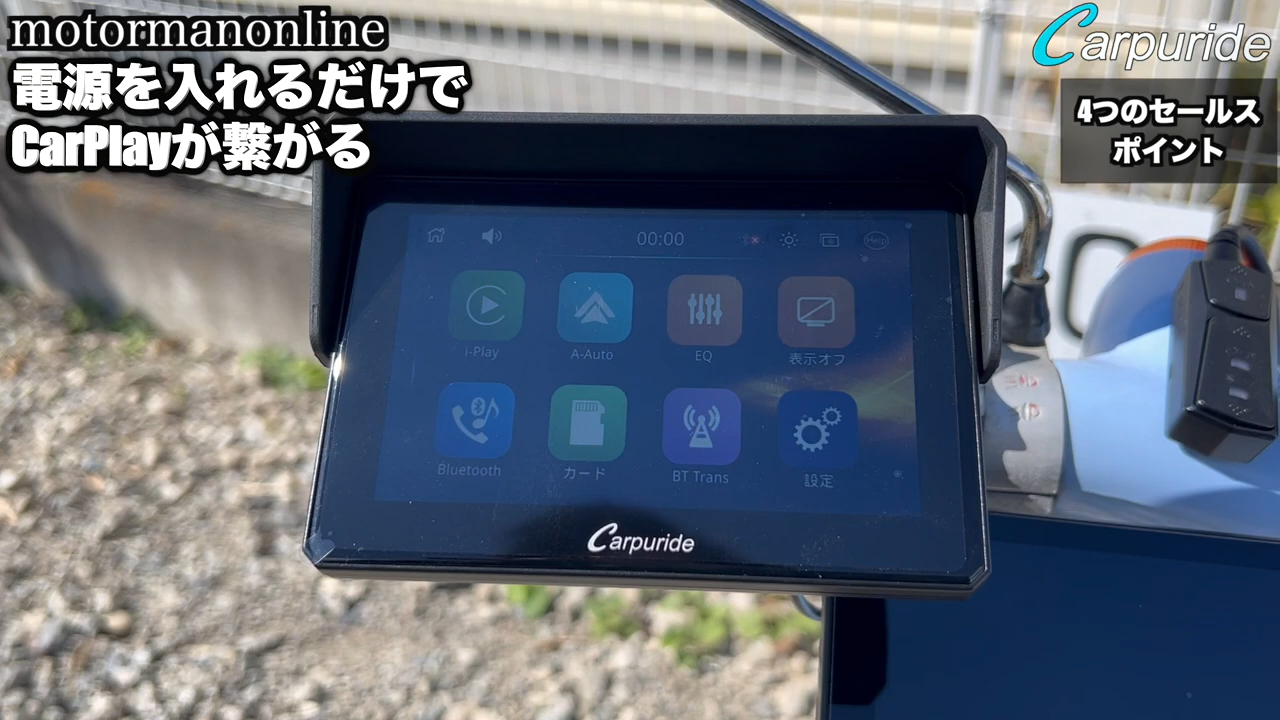 motormanonline
電源を入れるだけで
CarPlayが繋がる
Carpuride
4つのセールス
ポイント
00:00
Help
i-Play
A-Auto
EQ
表示オフ
Bluetooth
カード
BT Trans
設定
Carpuride
10